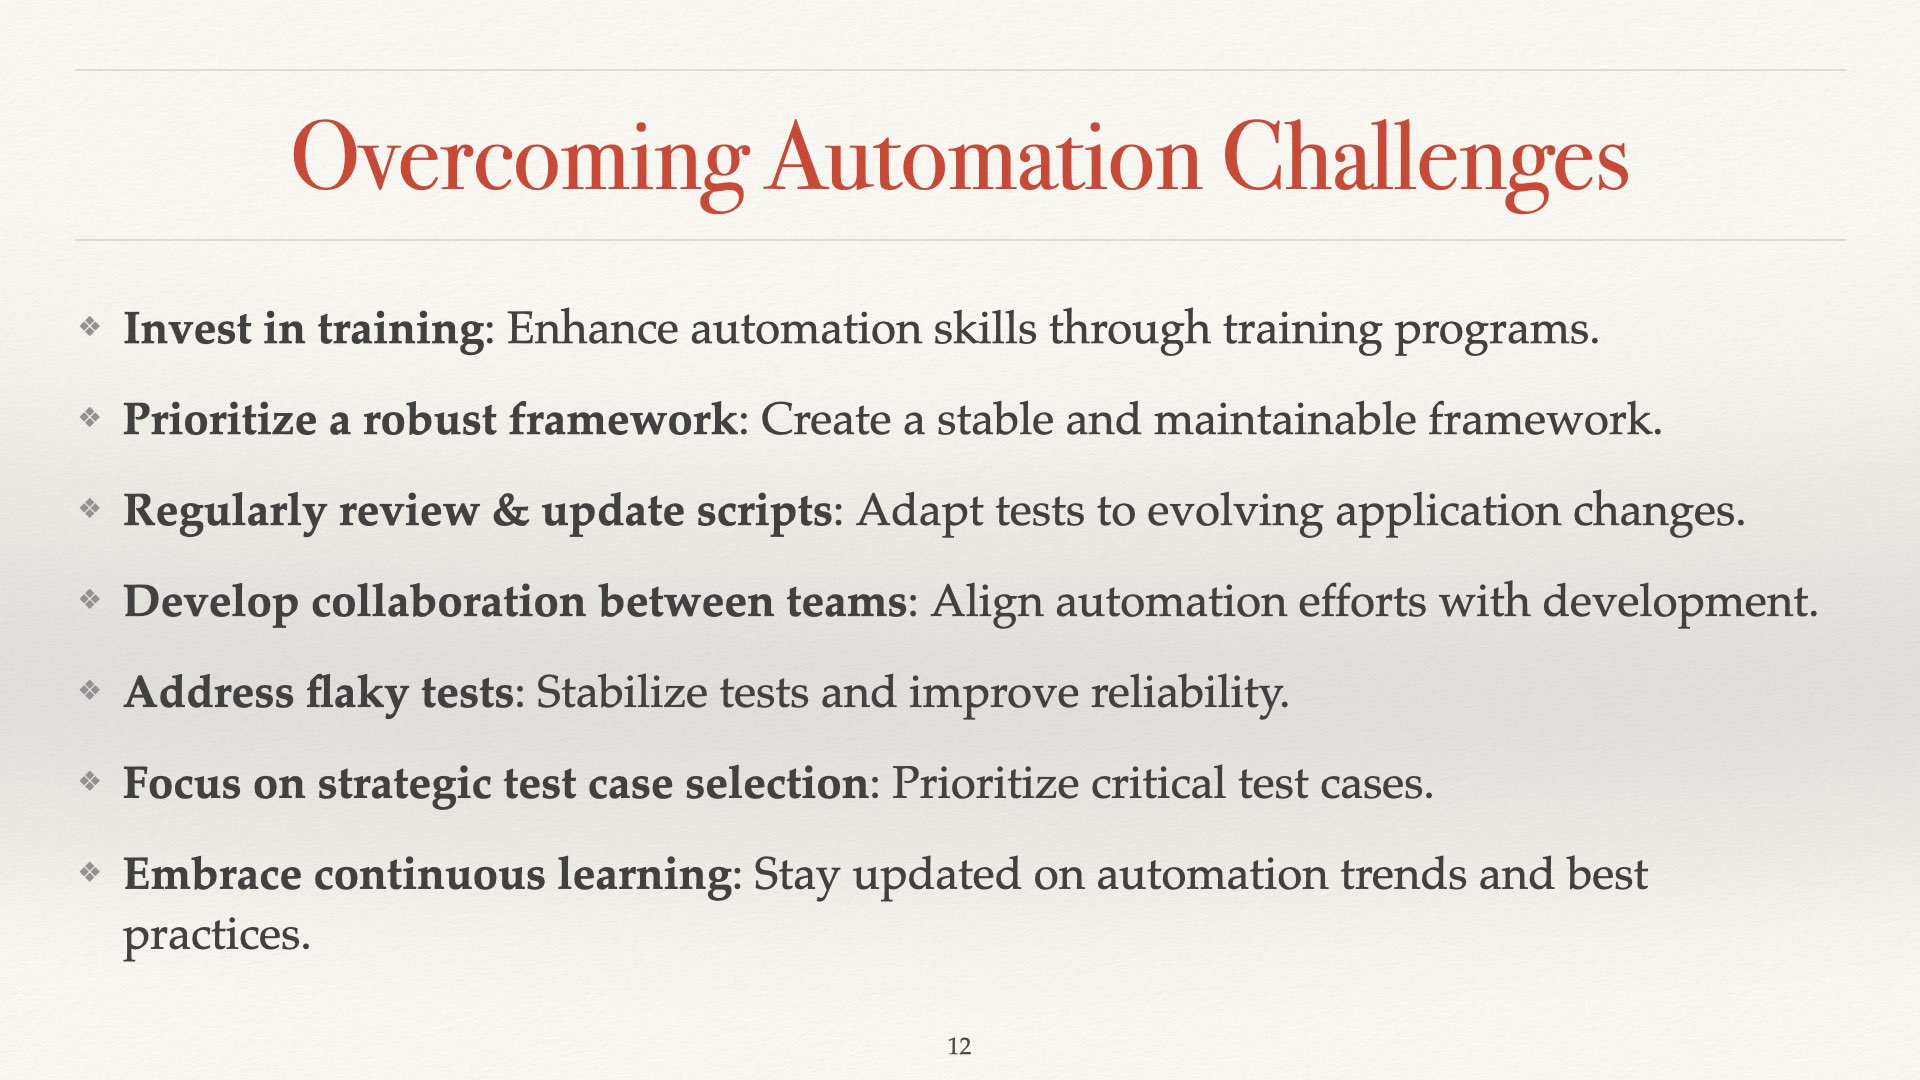 Overcoming Automation Challenges
❖ Invest in training: Enhance automation skills through training programs.
❖ Prioritize a robust framework: Create a stable and maintainable framework.
❖ Regularly review & update scripts: Adapt tests to evolving application changes.
❖ Develop collaboration between teams: Align automation efforts with development.
❖ Address flaky tests: Stabilize tests and improve reliability.
❖ Focus on strategic test case selection: Prioritize critical test cases.
❖ Embrace continuous learning: Stay updated on automation trends and best
practices.
12